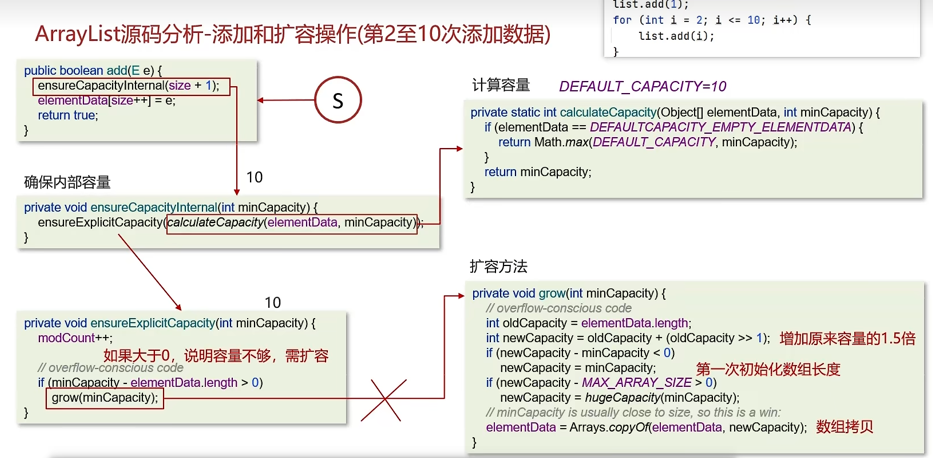 list.add(1);
for (int i = 2; i <= 10; i++) {
list.add(i);
}
ArrayList源码分析-添加和扩容操作(第2至10次添加数据)
public boolean add(E e) {
ensureCapacityInternal(size + 1);
elementData[size++] = e;
return true;
}
S
计算容量 DEFAULT_CAPACITY=10
private static int calculateCapacity(Object[] elementData, int minCapacity) {
if (elementData == DEFAULTCAPACITY_EMPTY_ELEMENTDATA) {
return Math.max(DEFAULT_CAPACITY, minCapacity);
}
return minCapacity;
}
确保内部容量
10
private void ensureCapacityInternal(int minCapacity) {
ensureExplicitCapacity(calculateCapacity(elementData, minCapacity));
}
10
private void ensureExplicitCapacity(int minCapacity) {
modCount++;
如果大于0，说明容量不够，需扩容
// overflow-conscious code
if (minCapacity - elementData.length > 0)
grow(minCapacity);
}
扩容方法
private void grow(int minCapacity) {
// overflow-conscious code
int oldCapacity = elementData.length;
int newCapacity = oldCapacity + (oldCapacity >> 1); 增加原来容量的1.5倍
if (newCapacity - minCapacity < 0)
newCapacity = minCapacity; 第一次初始化数组长度
if (newCapacity - MAX_ARRAY_SIZE > 0)
newCapacity = hugeCapacity(minCapacity);
// minCapacity is usually close to size, so this is a win:
elementData = Arrays.copyOf(elementData, newCapacity); 数组拷贝
}